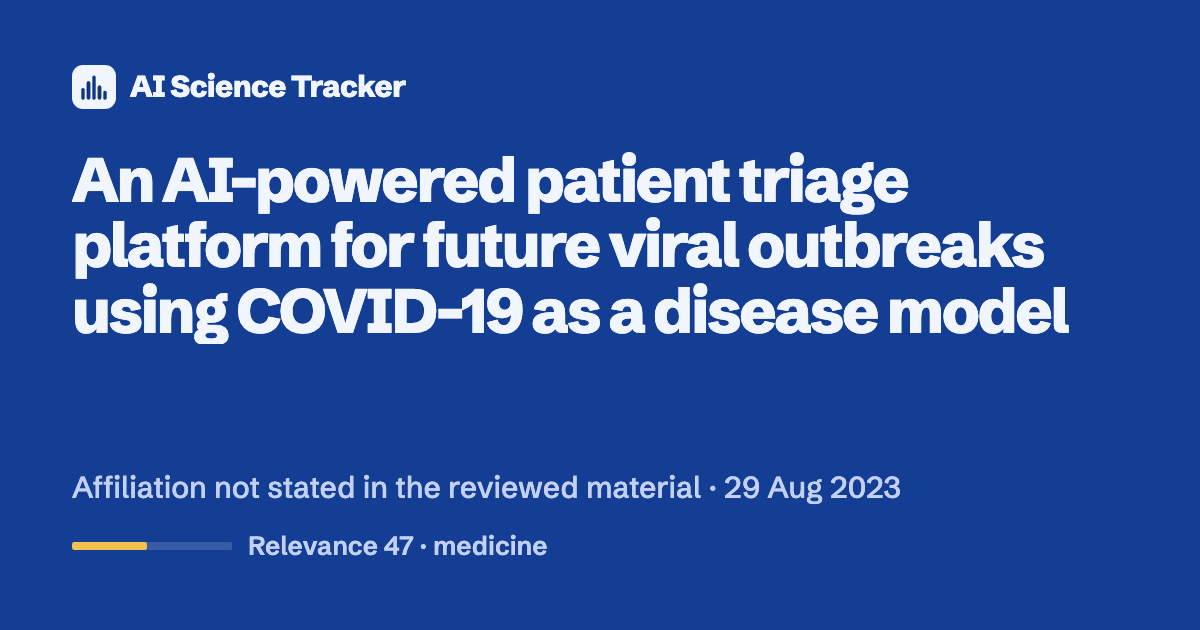 AI Science Tracker
An AI-powered patient triage
platform for future viral outbreaks
using COVID-19 as a disease model
Affiliation not stated in the reviewed material · 29 Aug 2023
Relevance 47 · medicine